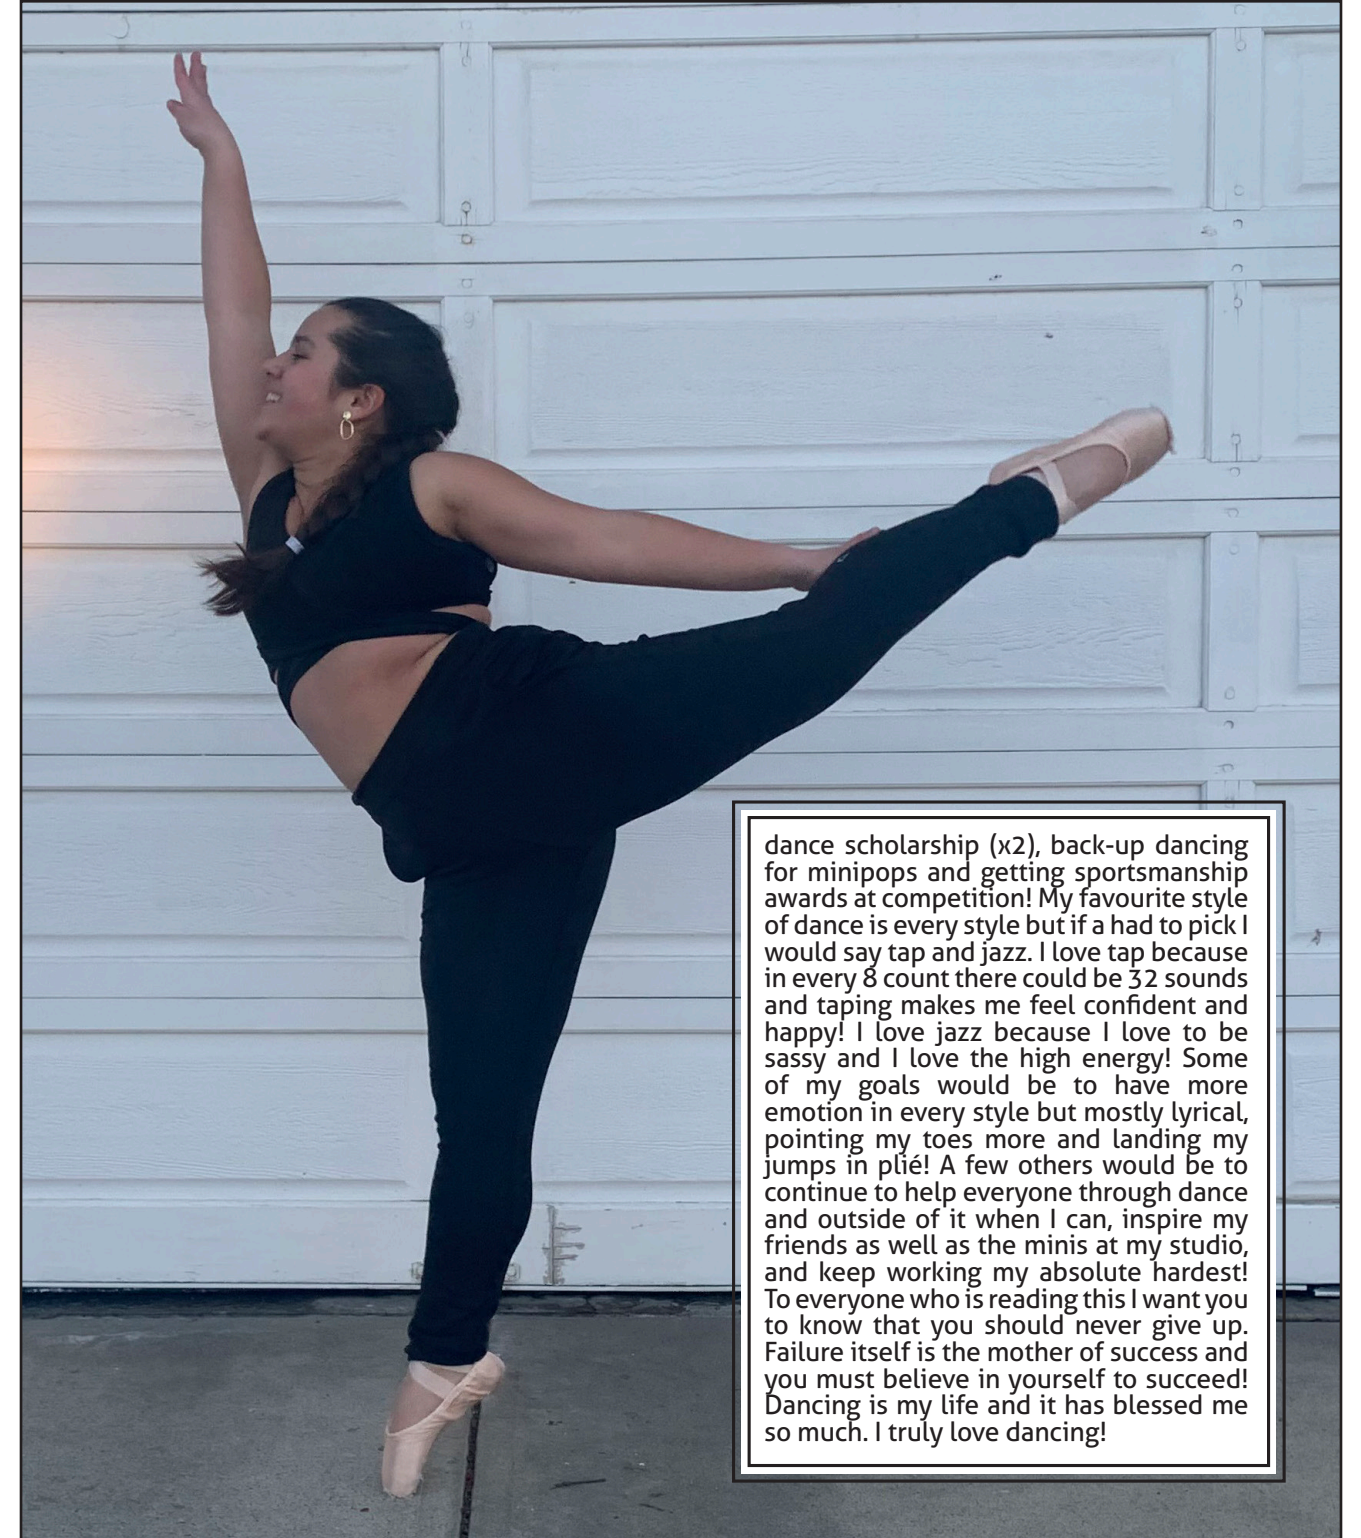 dance scholarship (x2), back-up dancing
for minipops and getting sportsmanship
awards at competition! My favourite style
of dance is every style but if a had to pick I
would say tap and jazz. I love tap because
in every 8 count there could be 32 sounds
and taping makes me feel confident and
happy! I love jazz because I love to be
sassy and I love the high energy! Some
of my goals would be to have more
emotion in every style but mostly lyrical,
pointing my toes more and landing my
jumps in plié! A few others would be to
continue to help everyone through dance
and outside of it when I can, inspire my
friends as well as the minis at my studio,
and keep working my absolute hardest!
To everyone who is reading this I want you
to know that you should never give up.
Failure itself is the mother of success and
you must believe in yourself to succeed!
Dancing is my life and it has blessed me
so much. I truly love dancing!